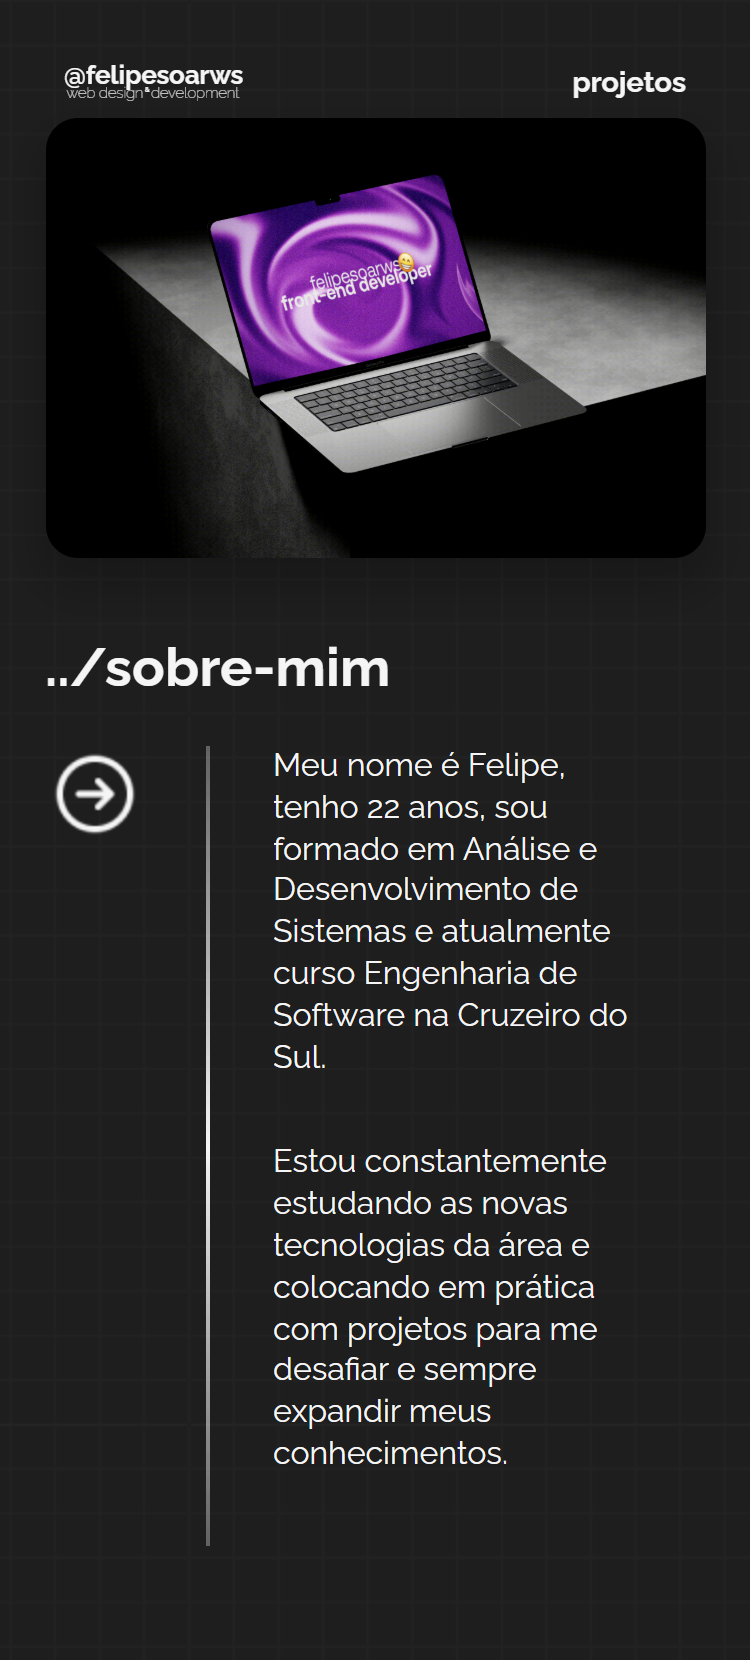 @felipesoarws
web design&development
projetos
felipesoarws😁
front-end developer
../sobre-mim
Meu nome é Felipe,
tenho 22 anos, sou
formado em Análise e
Desenvolvimento de
Sistemas e atualmente
curso Engenharia de
Software na Cruzeiro do
Sul.
Estou constantemente
estudando as novas
tecnologias da área e
colocando em prática
com projetos para me
desafiar e sempre
expandir meus
conhecimentos.